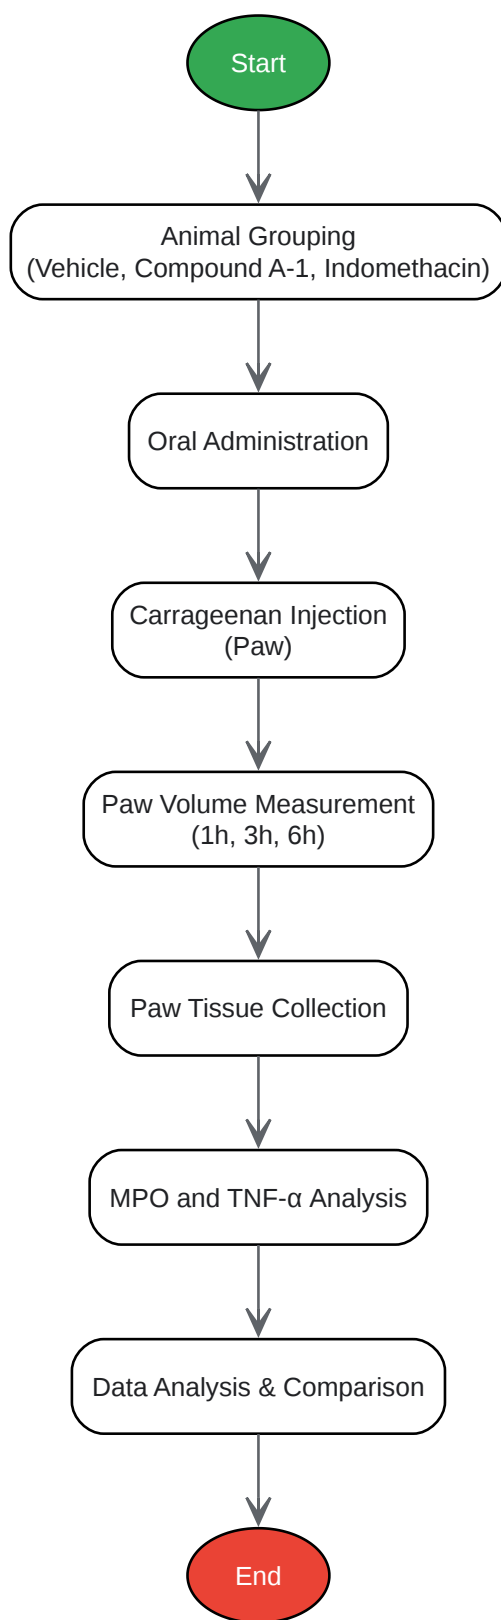 Start
Animal Grouping
(Vehicle, Compound A-1, Indomethacin)
Oral Administration
Carrageenan Injection
(Paw)
Paw Volume Measurement
(1h, 3h, 6h)
Paw Tissue Collection
MPO and TNF-α Analysis
Data Analysis & Comparison
End